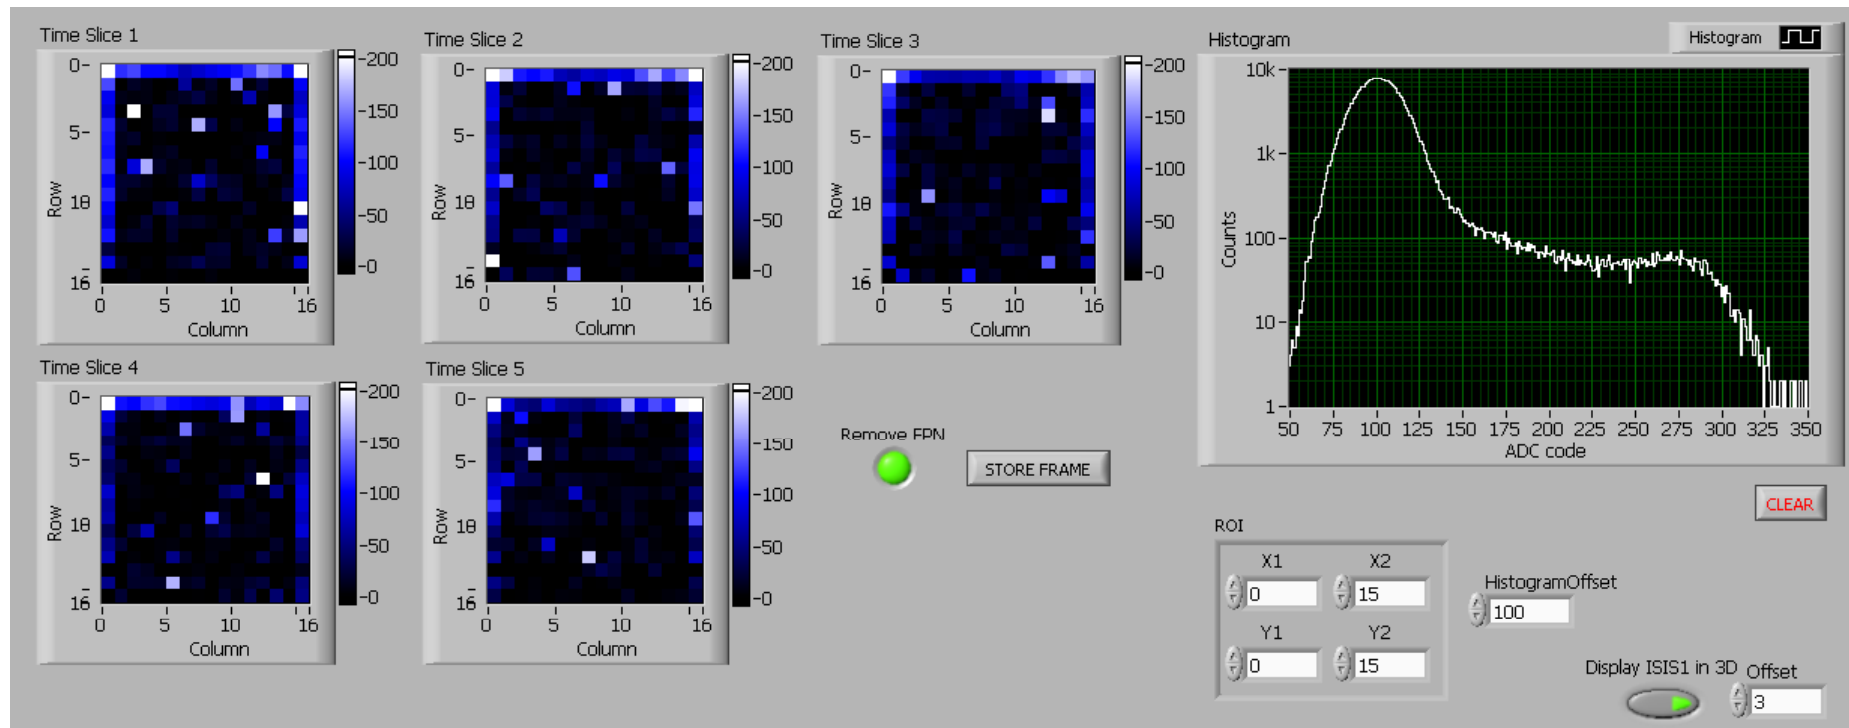 Time Slice 1
0
5
10
16
Row
0 5 10 16
Column
200
150
100
50
0
Time Slice 2
0
5
10
16
Row
0 5 10 16
Column
200
150
100
50
0
Time Slice 3
0
5
10
16
Row
0 5 10 16
Column
200
150
100
50
0
Histogram
Histogram
10k
1k
100
10
1
Counts
50 75 100 125 150 175 200 225 250 275 300 325 350
ADC code
Time Slice 4
0
5
10
16
Row
0 5 10 16
Column
200
150
100
50
0
Time Slice 5
0
5
10
16
Row
0 5 10 16
Column
200
150
100
50
0
Remove FPN
STORE FRAME
CLEAR
ROI
X1 X2
0 15
Y1 Y2
0 15
HistogramOffset
100
Display ISIS1 in 3D
Offset
3